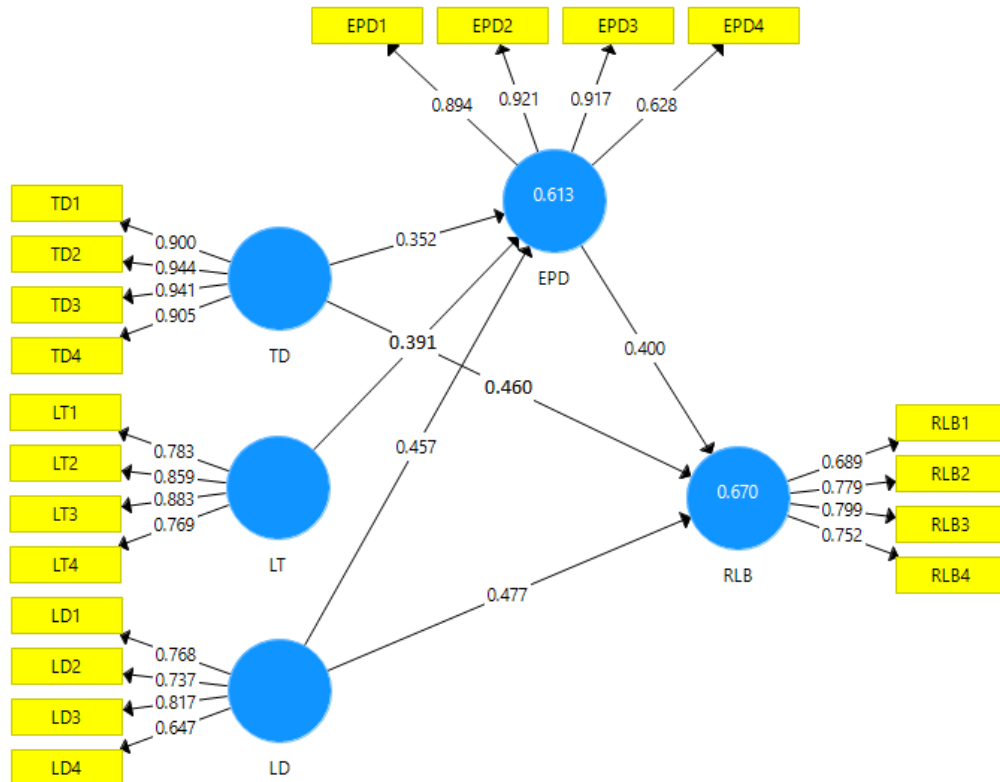 EPD1
EPD2
EPD3
EPD4
0.894
0.921
0.917
0.628
0.613
EPD
TD1
TD2
TD3
TD4
0.900
0.944
0.941
0.905
TD
0.352
0.391
0.460
0.400
0.457
LT1
LT2
LT3
LT4
0.783
0.859
0.883
0.769
LT
0.670
RLB
RLB1
RLB2
RLB3
RLB4
0.689
0.779
0.799
0.752
0.477
LD1
LD2
LD3
LD4
0.768
0.737
0.817
0.647
LD